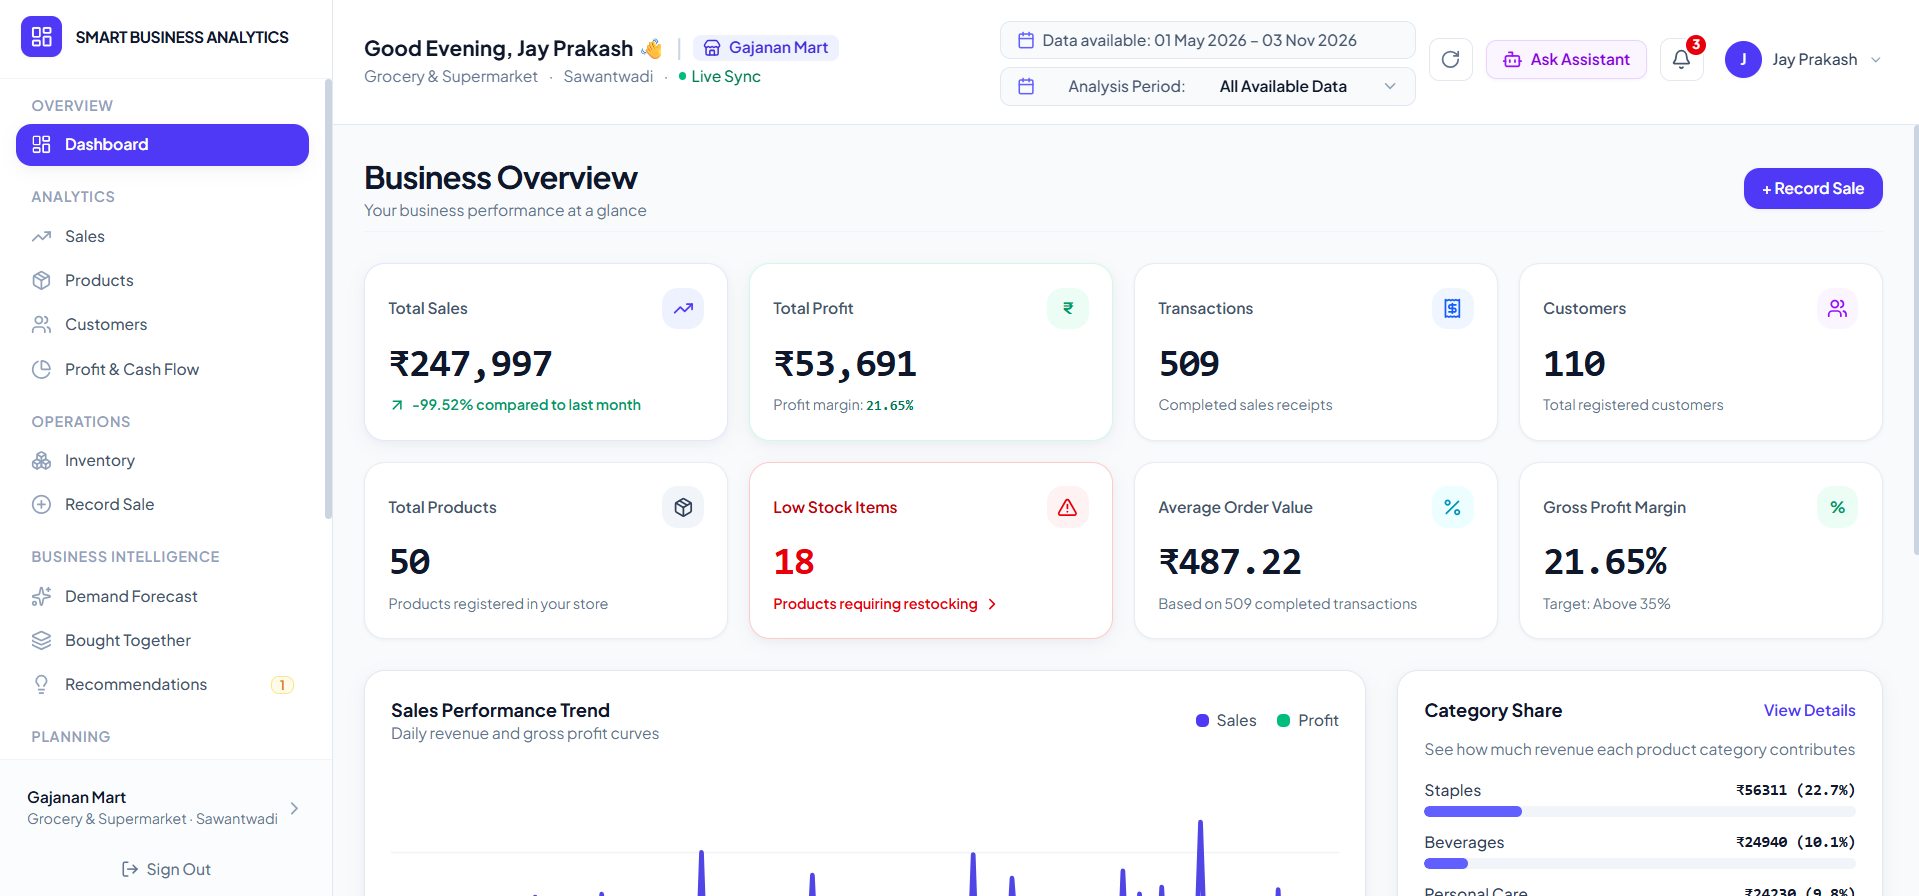 SMART BUSINESS ANALYTICS
OVERVIEW
Dashboard
ANALYTICS
Sales
Products
Customers
Profit & Cash Flow
OPERATIONS
Inventory
Record Sale
BUSINESS INTELLIGENCE
Demand Forecast
Bought Together
Recommendations 1
PLANNING
Gajanan Mart
Grocery & Supermarket · Sawantwadi
Sign Out
Good Evening, Jay Prakash 👋 | Gajanan Mart
Grocery & Supermarket · Sawantwadi · Live Sync
Data available: 01 May 2026 – 03 Nov 2026
Analysis Period: All Available Data
Ask Assistant
3
J Jay Prakash
Business Overview
Your business performance at a glance
+ Record Sale
Total Sales
₹247,997
-99.52% compared to last month
Total Profit
₹
₹53,691
Profit margin: 21.65%
Transactions
$
509
Completed sales receipts
Customers
110
Total registered customers
Total Products
50
Products registered in your store
Low Stock Items
18
Products requiring restocking
Average Order Value
%
₹487.22
Based on 509 completed transactions
Gross Profit Margin
%
21.65%
Target: Above 35%
Sales Performance Trend
Daily revenue and gross profit curves
Sales Profit
Category Share View Details
See how much revenue each product category contributes
Staples ₹56311 (22.7%)
Beverages ₹24940 (10.1%)
Personal Care ₹24230 (9.8%)